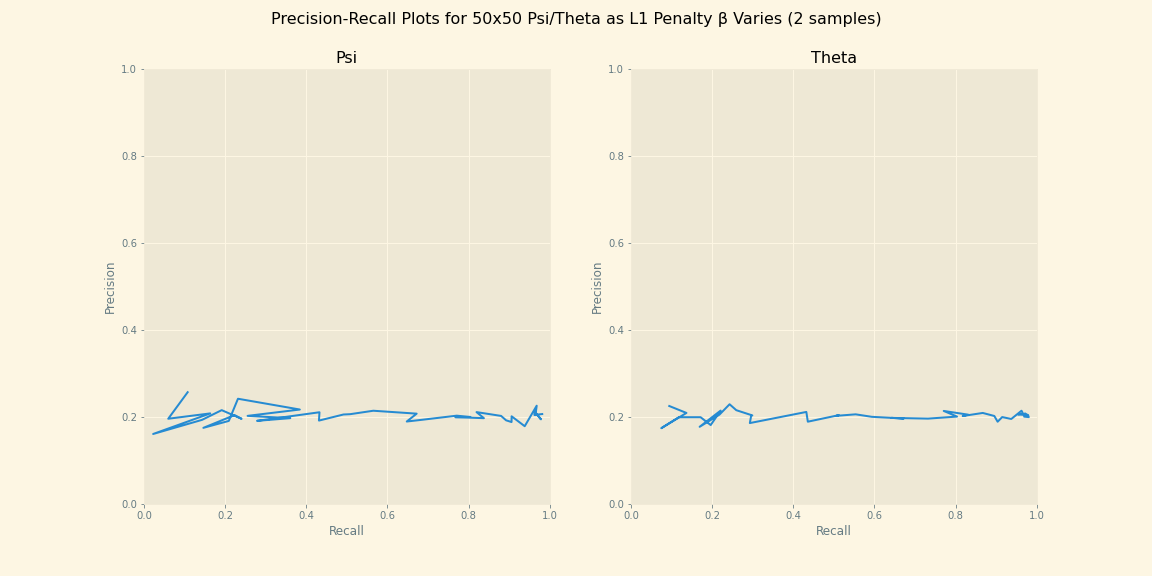 Precision-Recall Plots for 50x50 Psi/Theta as L1 Penalty β Varies (2 samples)
Psi
1.0
0.8
0.6
0.4
0.2
0.0
Precision
0.0 0.2 0.4 0.6 0.8 1.0
Recall
Theta
1.0
0.8
0.6
0.4
0.2
0.0
Precision
0.0 0.2 0.4 0.6 0.8 1.0
Recall